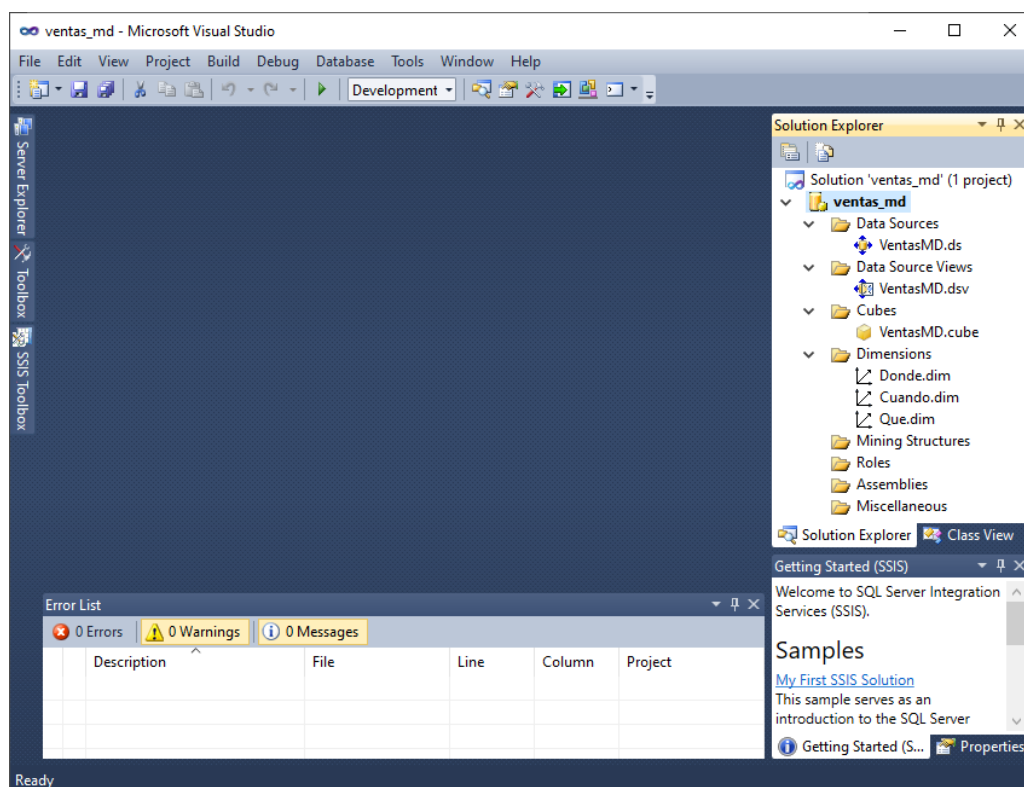 ventas_md - Microsoft Visual Studio
File Edit View Project Build Debug Database Tools Window Help
Development
Server Explorer
Toolbox
SSIS Toolbox
Solution Explorer
Solution 'ventas_md' (1 project)
ventas_md
Data Sources
VentasMD.ds
Data Source Views
VentasMD.dsv
Cubes
VentasMD.cube
Dimensions
Donde.dim
Cuando.dim
Que.dim
Mining Structures
Roles
Assemblies
Miscellaneous
Solution Explorer Class View
Getting Started (SSIS)
Welcome to SQL Server Integration
Services (SSIS).
Samples
My First SSIS Solution
This sample serves as an
introduction to the SQL Server
Getting Started (S... Properties
Error List
0 Errors 0 Warnings 0 Messages
Description File Line Column Project
Ready